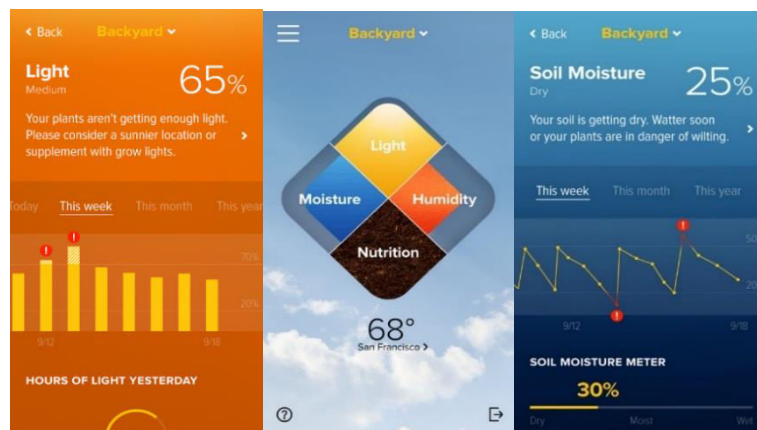 Back
Backyard
Light
Medium
65%
Your plants aren't getting enough light.
Please consider a sunnier location or
supplement with grow lights.
Today This week This month This year
70%
20%
9/12 9/18
HOURS OF LIGHT YESTERDAY
Backyard
Light
Moisture
Humidity
Nutrition
68°
San Francisco
Back
Backyard
Soil Moisture
Dry
25%
Your soil is getting dry. Watter soon
or your plants are in danger of wilting.
This week This month This year
50
20
9/12 9/18
SOIL MOISTURE METER
30%
Dry Moist Wet